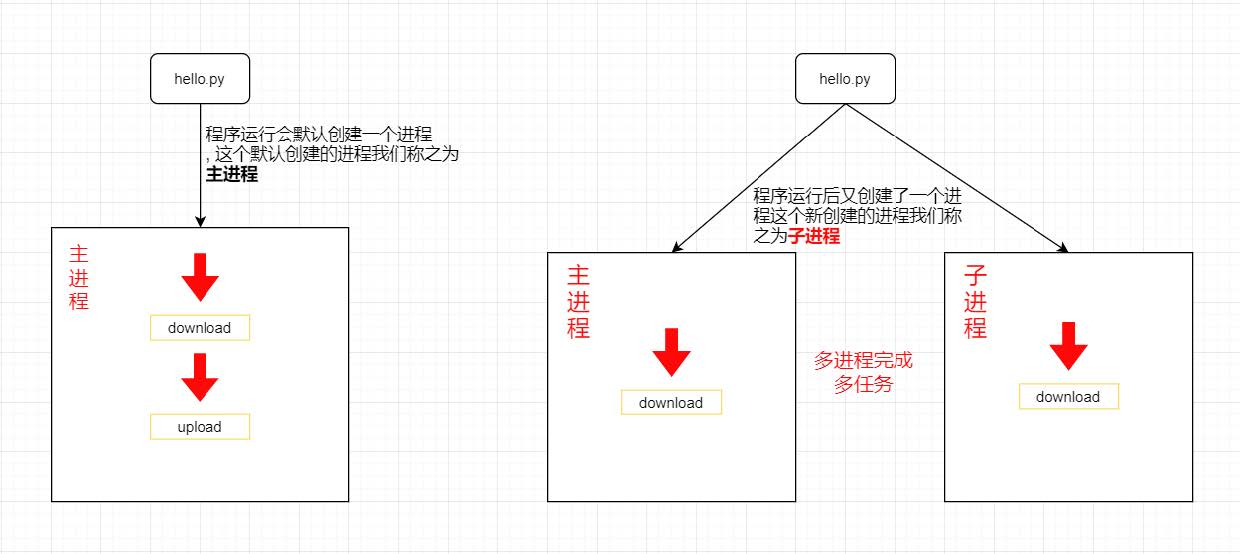 hello.py
程序运行会默认创建一个进程
, 这个默认创建的进程我们称之为
主进程
主
进
程
download
upload
hello.py
程序运行后又创建了一个进
程这个新创建的进程我们称
之为子进程
主
进
程
download
多进程完成
多任务
子
进
程
download